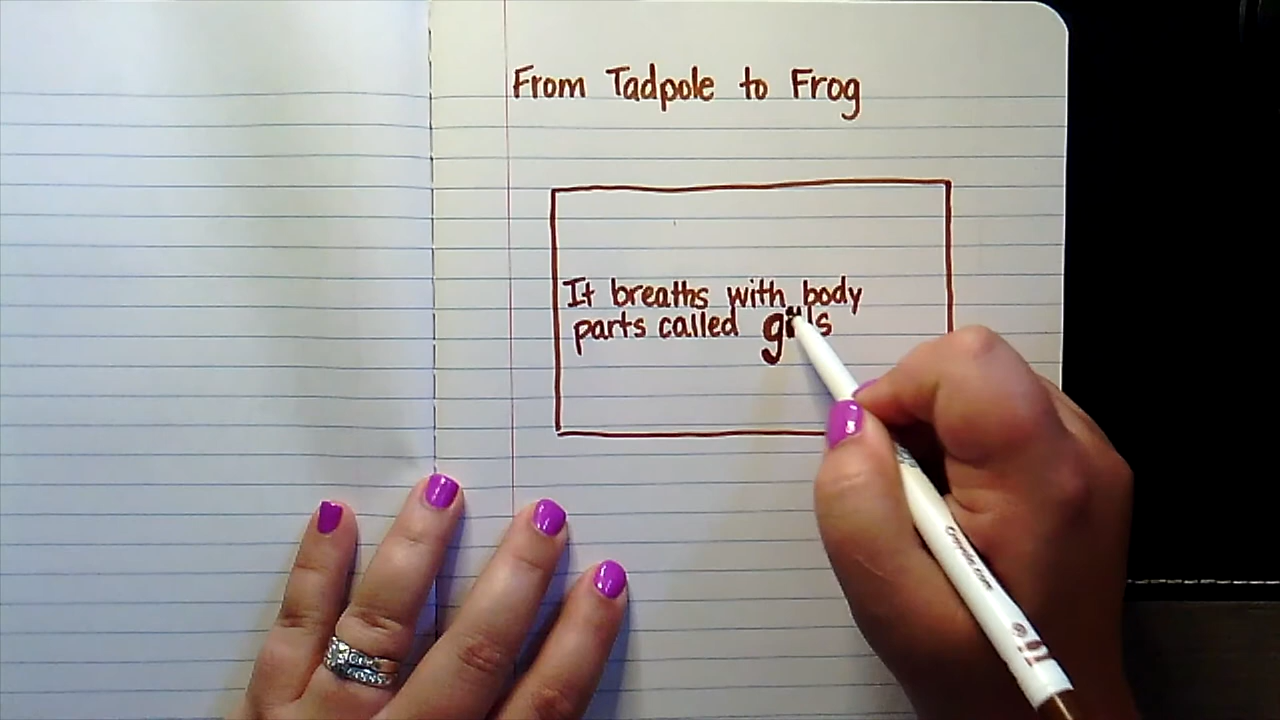 From Tadpole to Frog
It breaths with body
parts called gills